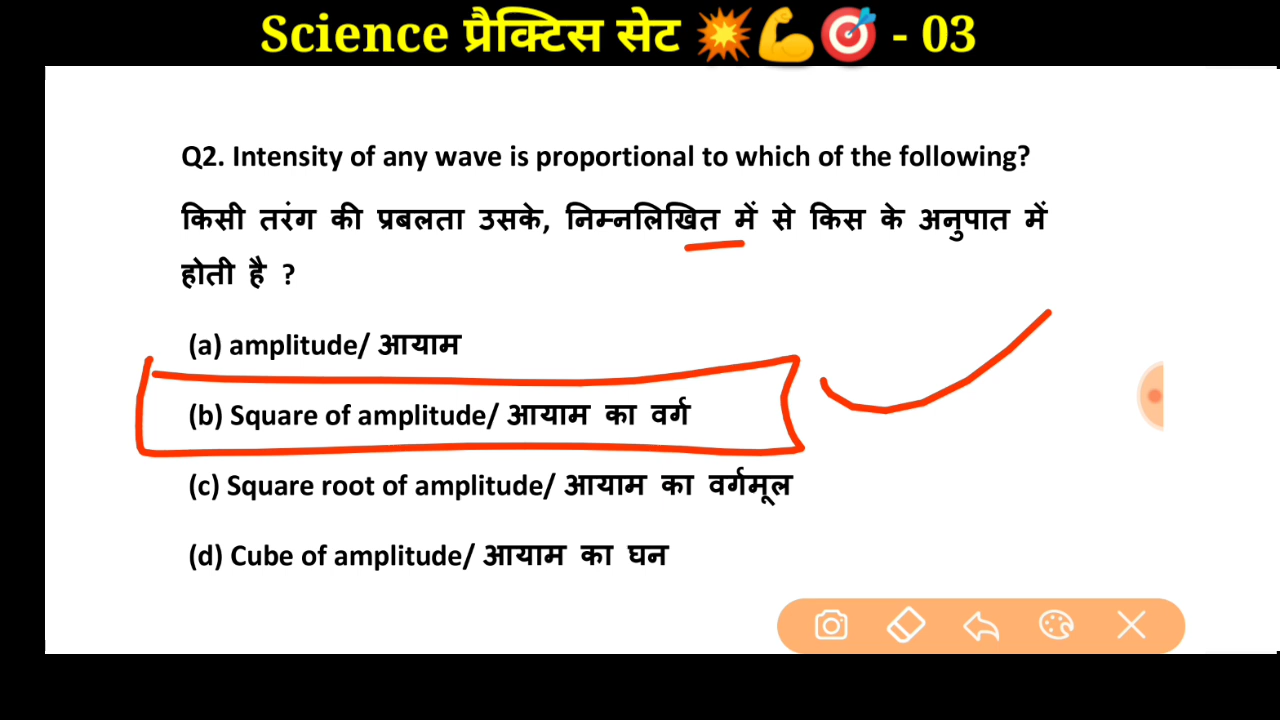 Science प्रैक्टिस सेट 💥💪🎯 - 03
Q2. Intensity of any wave is proportional to which of the following?
किसी तरंग की प्रबलता उसके, निम्नलिखित में से किस के अनुपात में
होती है ?
(a) amplitude/ आयाम
(b) Square of amplitude/ आयाम का वर्ग
(c) Square root of amplitude/ आयाम का वर्गमूल
(d) Cube of amplitude/ आयाम का घन